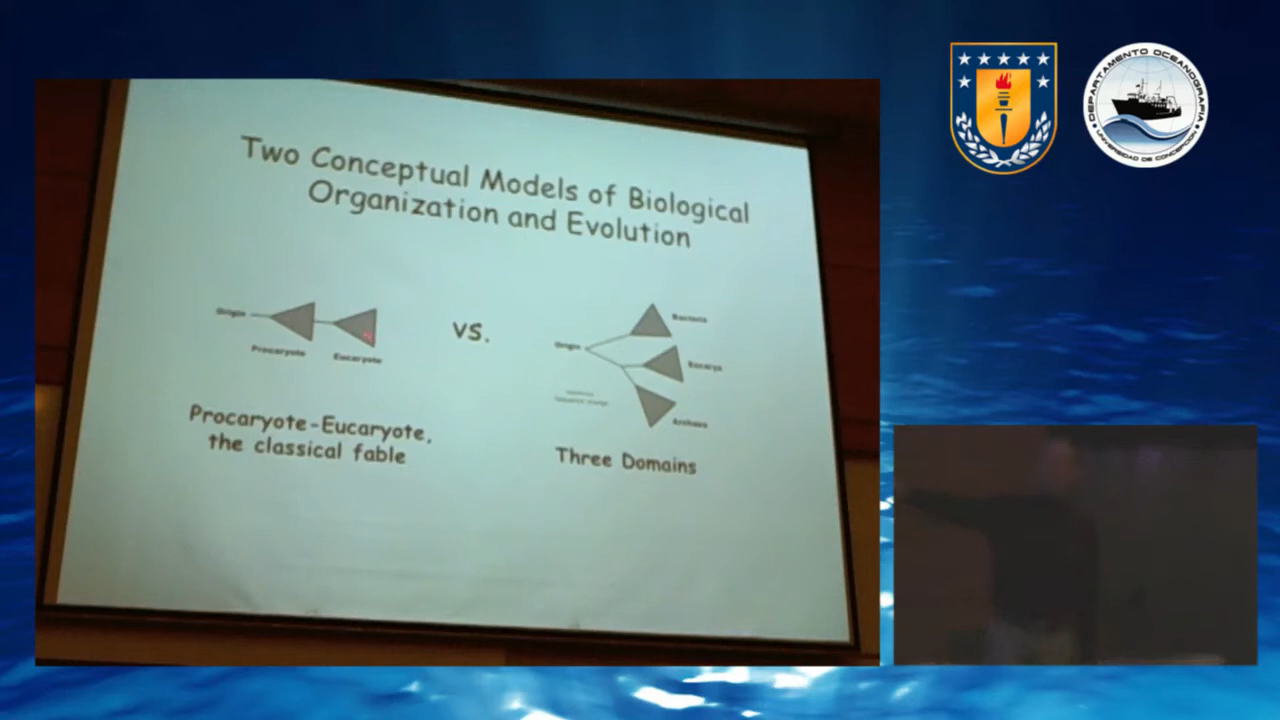 Two Conceptual Models of Biological
Organization and Evolution
Origin
Procaryote
Eucaryote
vs.
Origin
Bacteria
Eucarya
Archaea
Procaryote-Eucaryote,
the classical fable
Three Domains
DEPARTAMENTO OCEANOGRAFIA
UNIVERSIDAD DE CONCEPCION